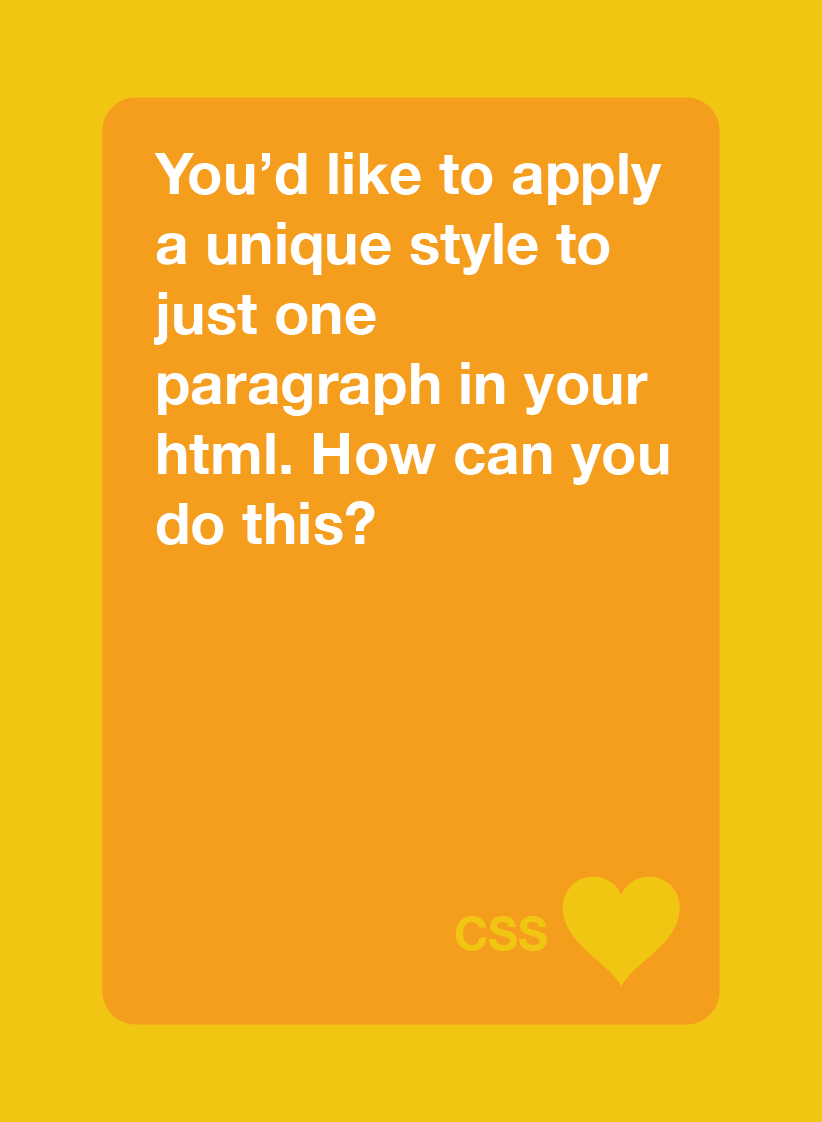 You’d like to apply
a unique style to
just one
paragraph in your
html. How can you
do this?
CSS